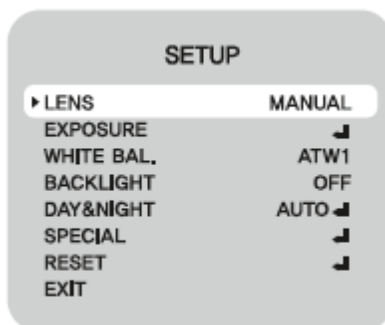 SETUP
LENS MANUAL
EXPOSURE ↲
WHITE BAL. ATW1
BACKLIGHT OFF
DAY&NIGHT AUTO↲
SPECIAL ↲
RESET ↲
EXIT